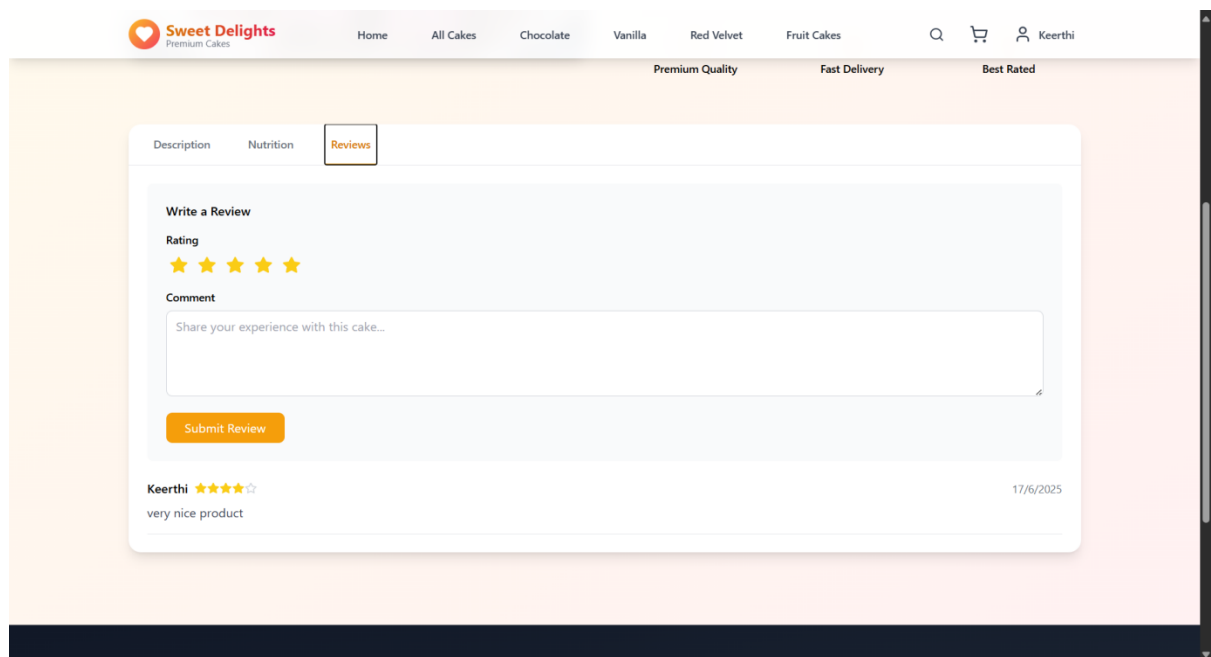 Sweet Delights
Premium Cakes
Home All Cakes Chocolate Vanilla Red Velvet Fruit Cakes Keerthi
Premium Quality Fast Delivery Best Rated
Description Nutrition Reviews
Write a Review
Rating
Comment
Share your experience with this cake...
Submit Review
Keerthi 17/6/2025
very nice product